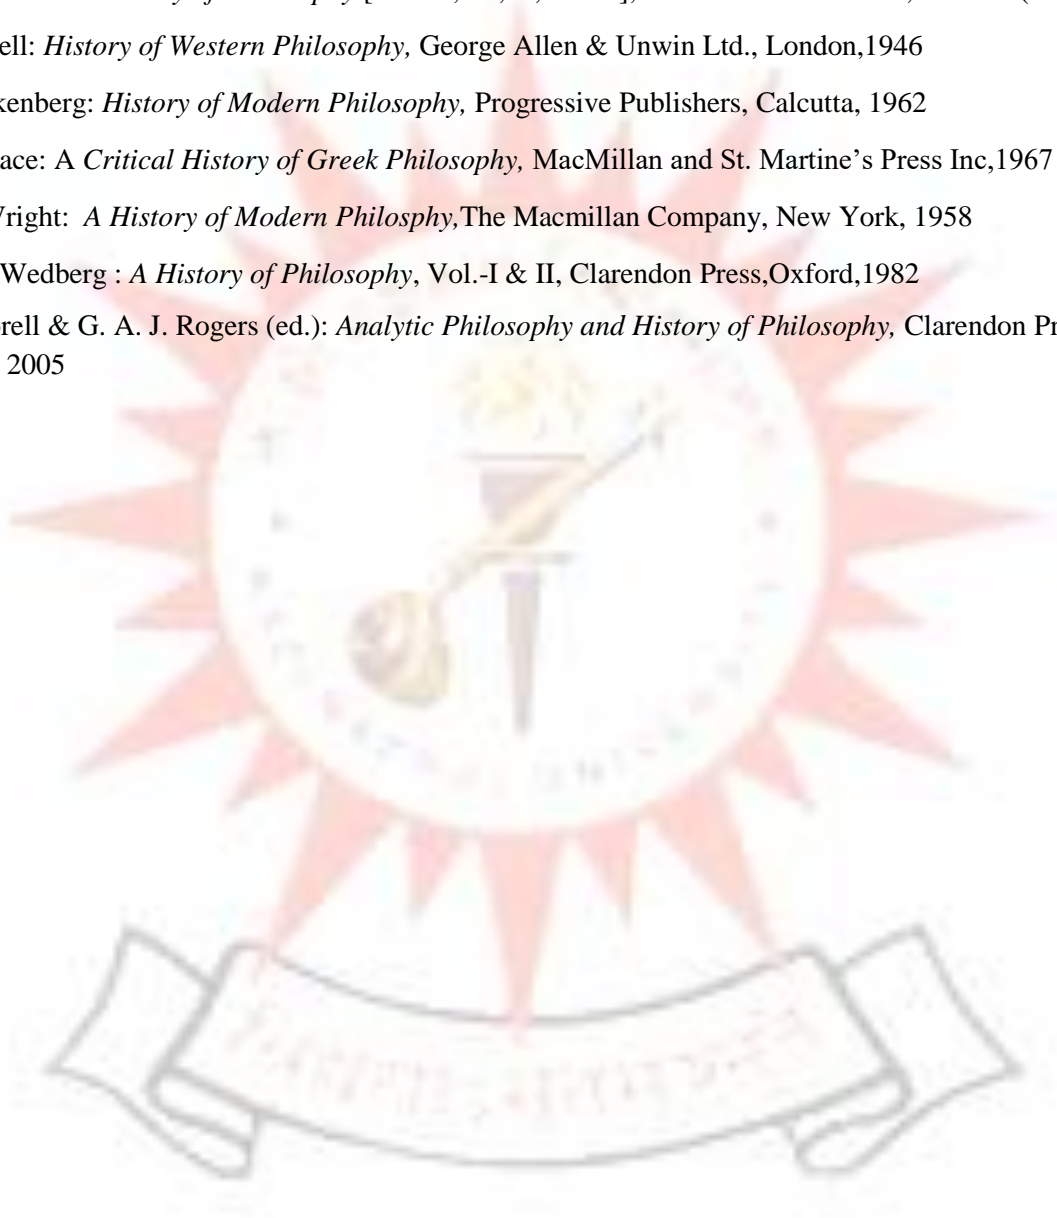 ell: History of Western Philosophy, George Allen & Unwin Ltd., London,1946
kenberg: History of Modern Philosophy, Progressive Publishers, Calcutta, 1962
ace: A Critical History of Greek Philosophy, MacMillan and St. Martine’s Press Inc,1967
Wright: A History of Modern Philosphy,The Macmillan Company, New York, 1958
Wedberg : A History of Philosophy, Vol.-I & II, Clarendon Press,Oxford,1982
rell & G. A. J. Rogers (ed.): Analytic Philosophy and History of Philosophy, Clarendon Pr
2005